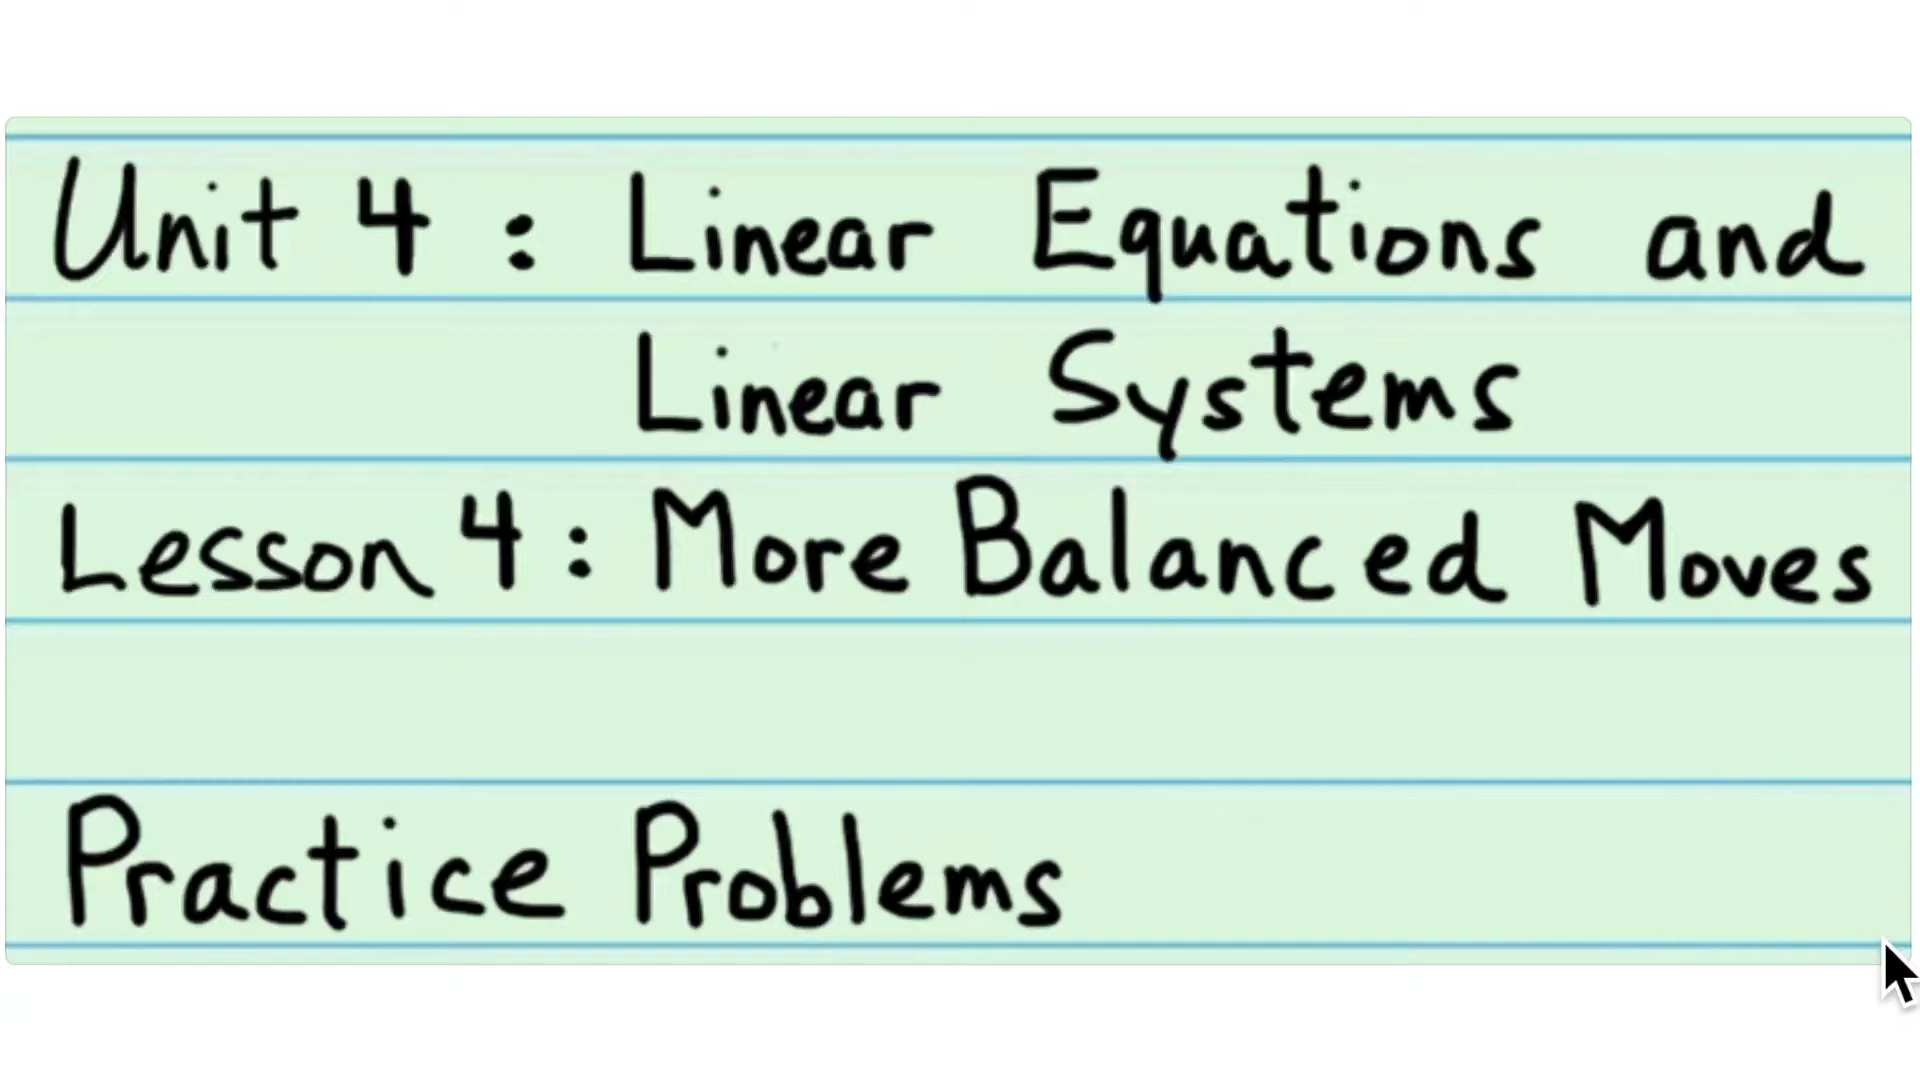 Unit 4 : Linear Equations and
Linear Systems
Lesson 4 : More Balanced Moves
Practice Problems